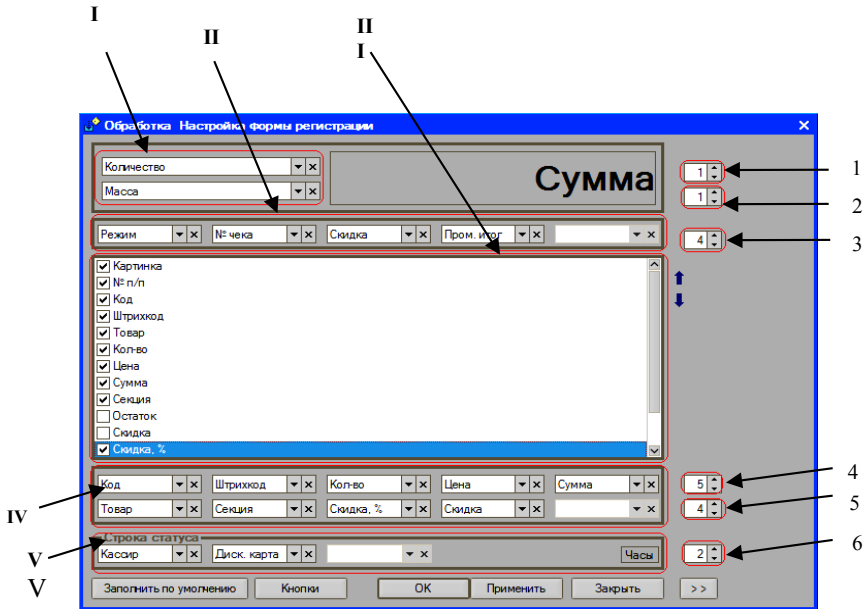 I
II
II
I
Обработка Настройка формы регистрации
Количество
Масса
Сумма
1
1
1
2
Режим № чека Скидка Пром. итог
4
3
Картинка
№ п/п
Код
Штрихкод
Товар
Кол-во
Цена
Сумма
Секция
Остаток
Скидка
Скидка, %
Код Штрихкод Кол-во Цена Сумма
5
4
Товар Секция Скидка, % Скидка
4
5
IV
Строка статуса
Кассир Диск. карта
Часы
2
6
V
V
Заполнить по умолчению Кнопки OK Применить Закрыть >>